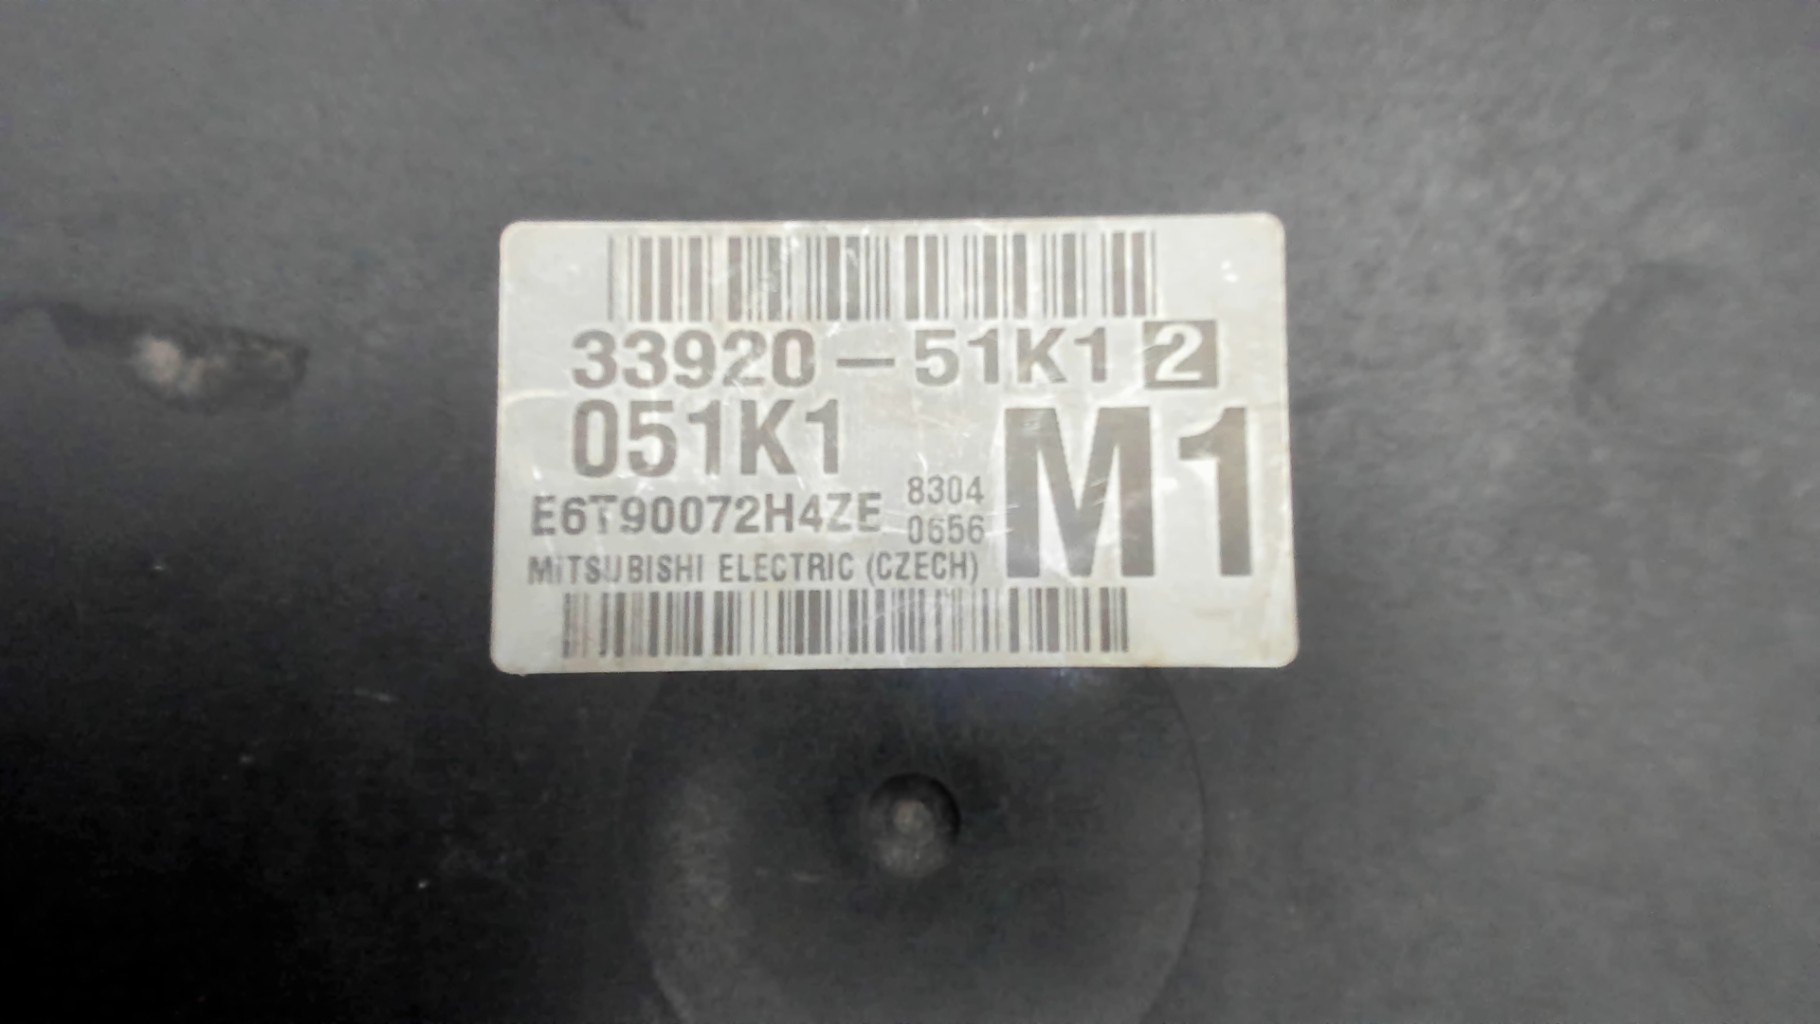 33920-51K1 2
051K1
E6T90072H4ZE
8304
0656
M1
MITSUBISHI ELECTRIC (CZECH)